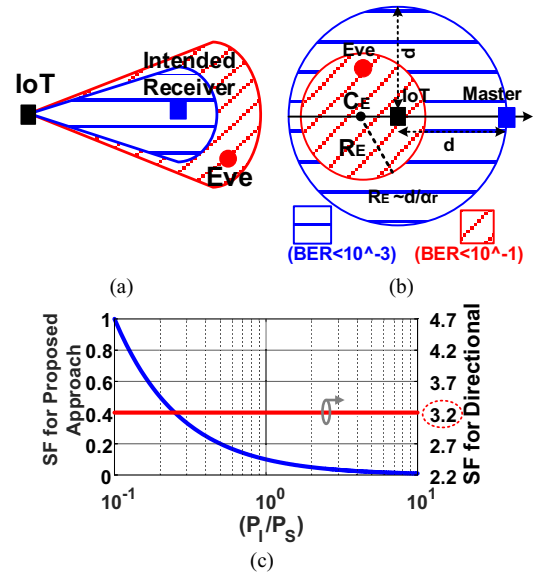 IoT
Intended
Receiver
Eve
(a)
Eve
d
IoT
Master
CE
RE
d
RE ~d/αr
(BER<10^-3)
(BER<10^-1)
(b)
SF for Proposed
Approach
1
0.8
0.6
0.4
0.2
0
4.7
4.2
3.7
3.2
2.7
2.2
SF for Directional
10^-1
10^0
10^1
(PI/PS)
(c)